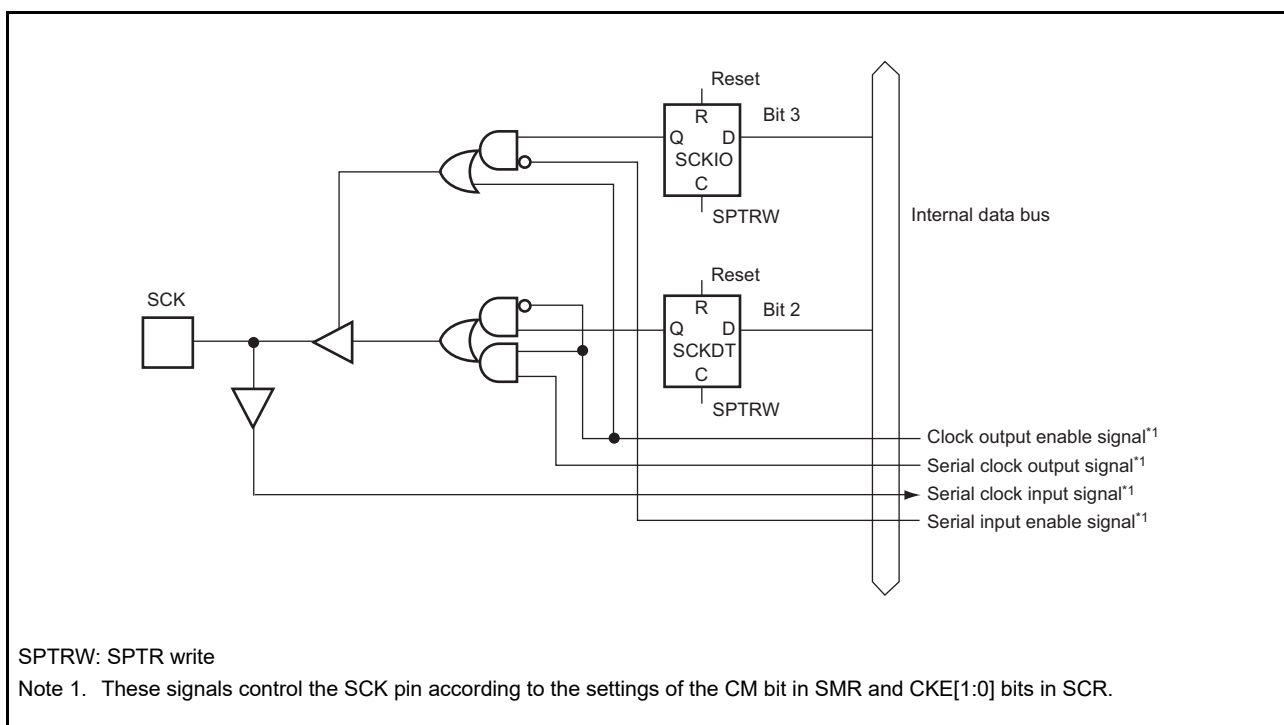 Reset
R
Bit 3
Q
D
SCKIO
C
SPTRW
Internal data bus
Reset
SCK
R
Bit 2
Q
D
SCKDT
C
SPTRW
Clock output enable signal*1
Serial clock output signal*1
Serial clock input signal*1
Serial input enable signal*1
SPTRW: SPTR write
Note 1. These signals control the SCK pin according to the settings of the CM bit in SMR and CKE[1:0] bits in SCR.